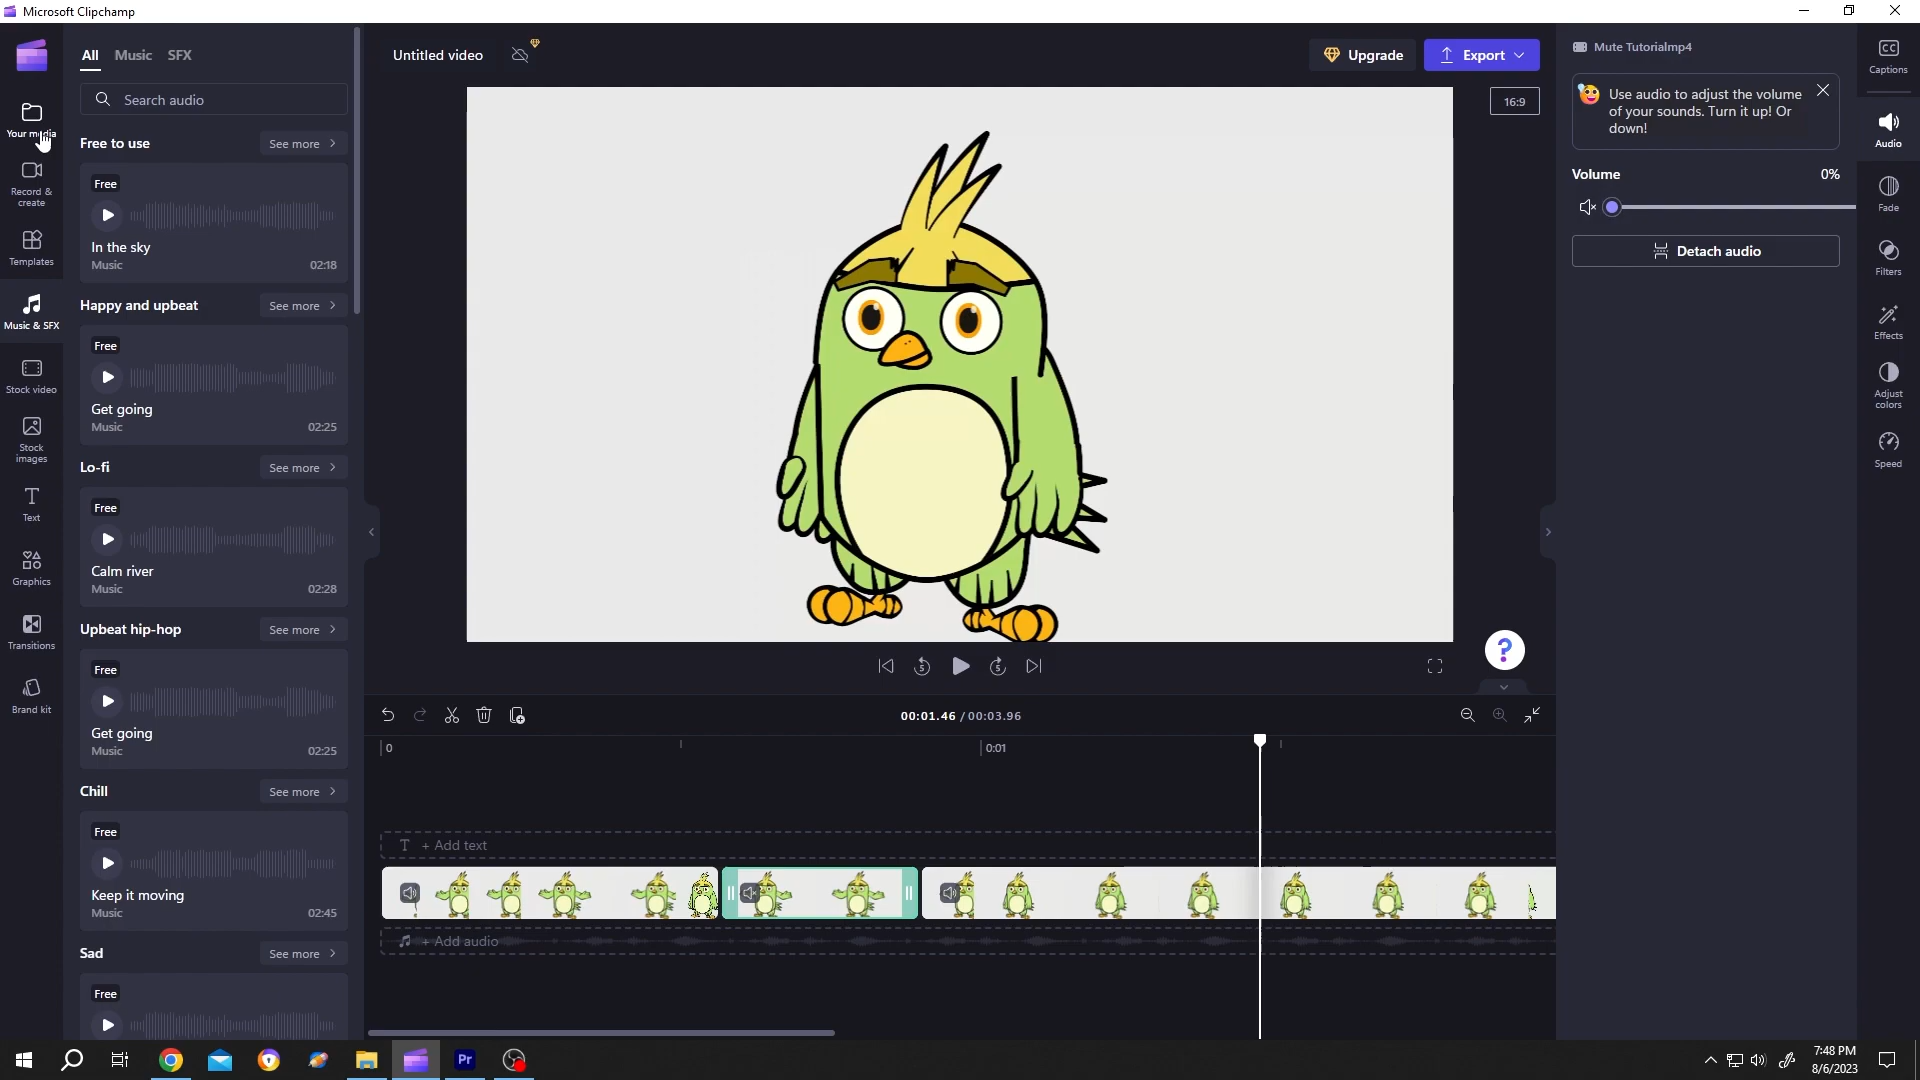 Microsoft Clipchamp
Your media
Record &
create
Templates
Music & SFX
Stock video
Stock
images
Text
Graphics
Transitions
Brand kit
All
Music
SFX
Search audio
Free to use
See more
Free
In the sky
Music
02:18
Happy and upbeat
See more
Free
Get going
Music
02:25
Lo-fi
See more
Free
Calm river
Music
02:28
Upbeat hip-hop
See more
Free
Get going
Music
02:25
Chill
See more
Free
Keep it moving
Music
02:45
Sad
See more
Free
Untitled video
Upgrade
Export
16:9
?
00:01.46 / 00:03.96
0
0:01
T + Add text
+ Add audio
Mute Tutorialmp4
Use audio to adjust the volume
of your sounds. Turn it up! Or
down!
Volume
0%
Detach audio
CC
Captions
Audio
Fade
Filters
Effects
Adjust
colors
Speed
Pr
7:48 PM
8/6/2023